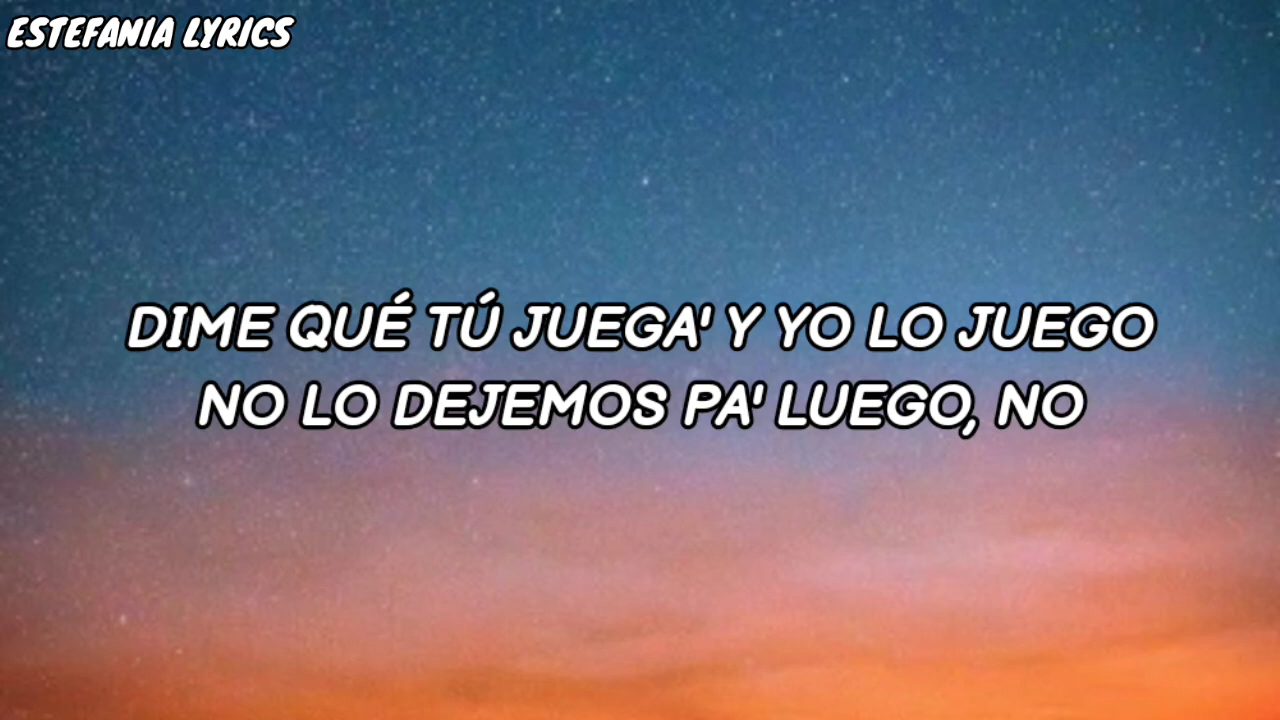 ESTEFANIA LYRICS
DIME QUÉ TÚ JUEGA' Y YO LO JUEGO
NO LO DEJEMOS PA' LUEGO, NO